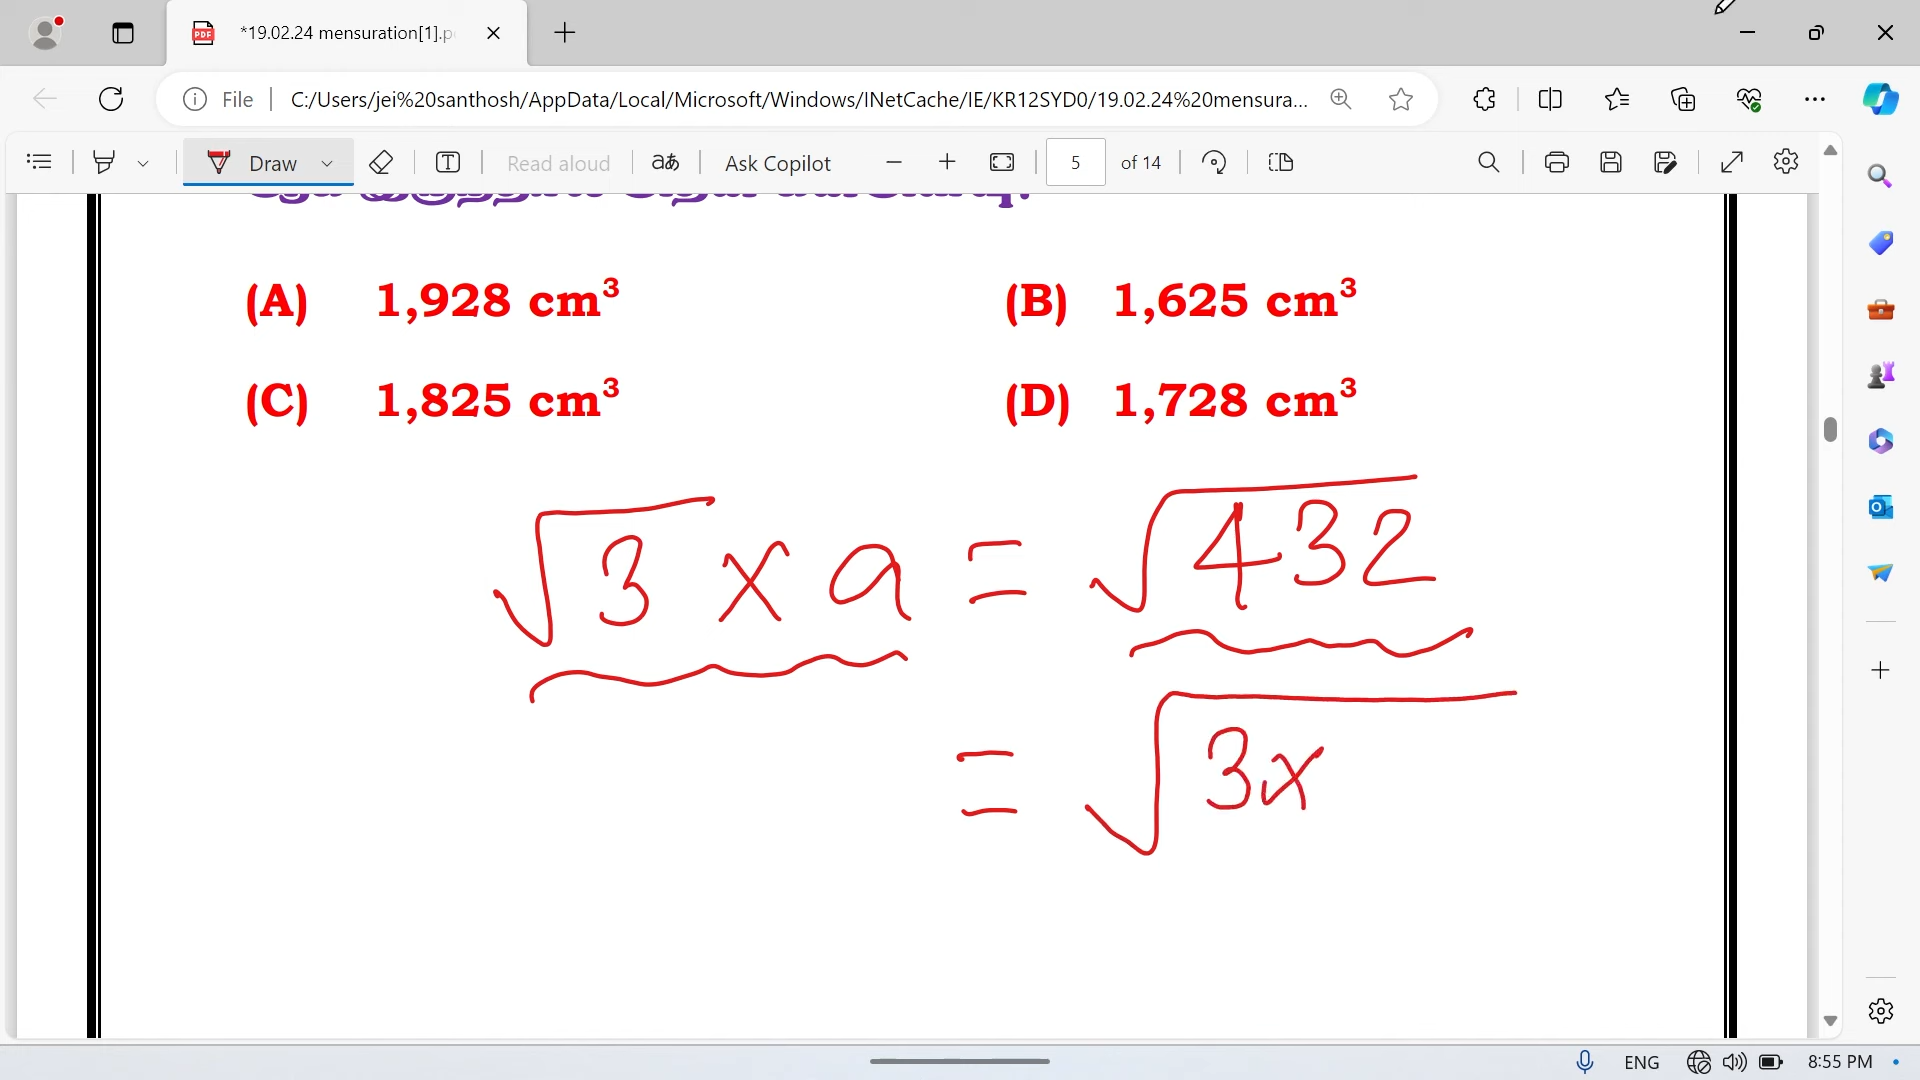 *19.02.24 mensuration[1].p
File
C:/Users/jei%20santhosh/AppData/Local/Microsoft/Windows/INetCache/IE/KR12SYD0/19.02.24%20mensura...
Draw
Read aloud
aあ
Ask Copilot
5 of 14
(A) 1,928 cm³ (B) 1,625 cm³
(C) 1,825 cm³ (D) 1,728 cm³
√3 x a = √432
= √3x
ENG 8:55 PM